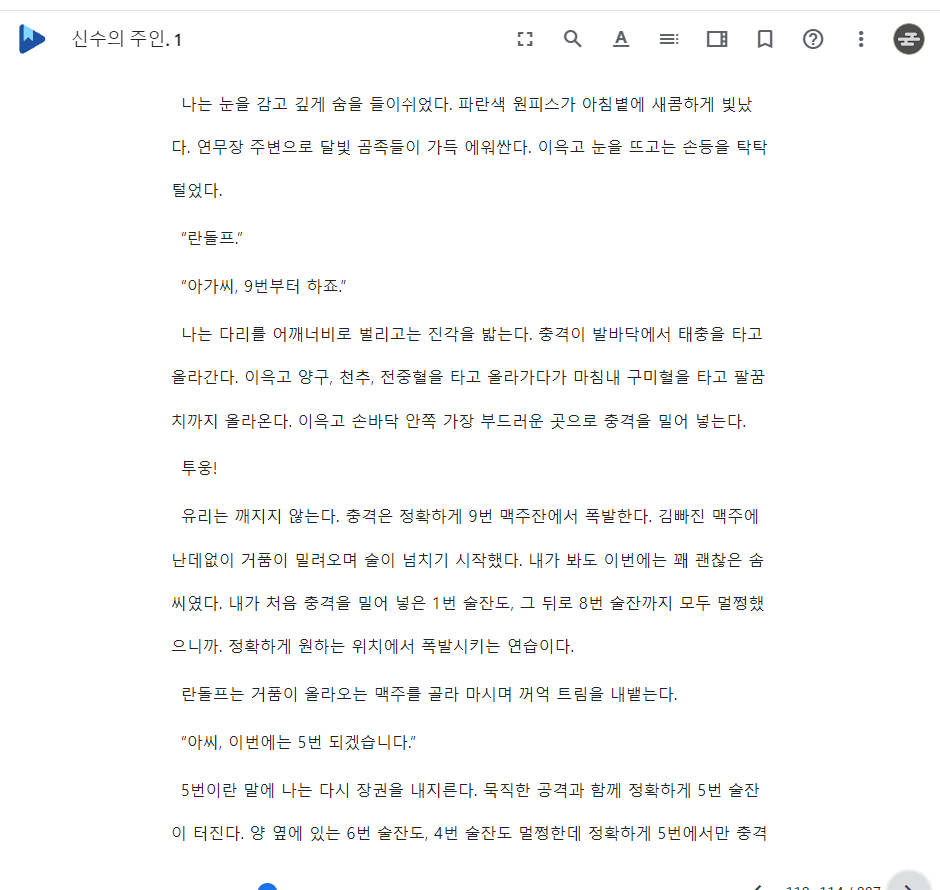 신수의 주인. 1
나는 눈을 감고 깊게 숨을 들이쉬었다. 파란색 원피스가 아침볕에 새콤하게 빛났
다. 연무장 주변으로 달빛 곰족들이 가득 에워싼다. 이윽고 눈을 뜨고는 손등을 탁탁
털었다.
“란돌프.”
“아가씨, 9번부터 하죠.”
나는 다리를 어깨너비로 벌리고는 진각을 밟는다. 충격이 발바닥에서 태충을 타고
올라간다. 이윽고 양구, 천추, 전중혈을 타고 올라가다가 마침내 구미혈을 타고 팔꿈
치까지 올라온다. 이윽고 손바닥 안쪽 가장 부드러운 곳으로 충격을 밀어 넣는다.
투웅!
유리는 깨지지 않는다. 충격은 정확하게 9번 맥주잔에서 폭발한다. 김빠진 맥주에
난데없이 거품이 밀려오며 술이 넘치기 시작했다. 내가 봐도 이번에는 꽤 괜찮은 솜
씨였다. 내가 처음 충격을 밀어 넣은 1번 술잔도, 그 뒤로 8번 술잔까지 모두 멀쩡했
으니까. 정확하게 원하는 위치에서 폭발시키는 연습이다.
란돌프는 거품이 올라오는 맥주를 골라 마시며 꺼억 트림을 내뱉는다.
“아씨, 이번에는 5번 되겠습니다.”
5번이란 말에 나는 다시 장권을 내지른다. 묵직한 공격과 함께 정확하게 5번 술잔
이 터진다. 양 옆에 있는 6번 술잔도, 4번 술잔도 멀쩡한데 정확하게 5번에서만 충격